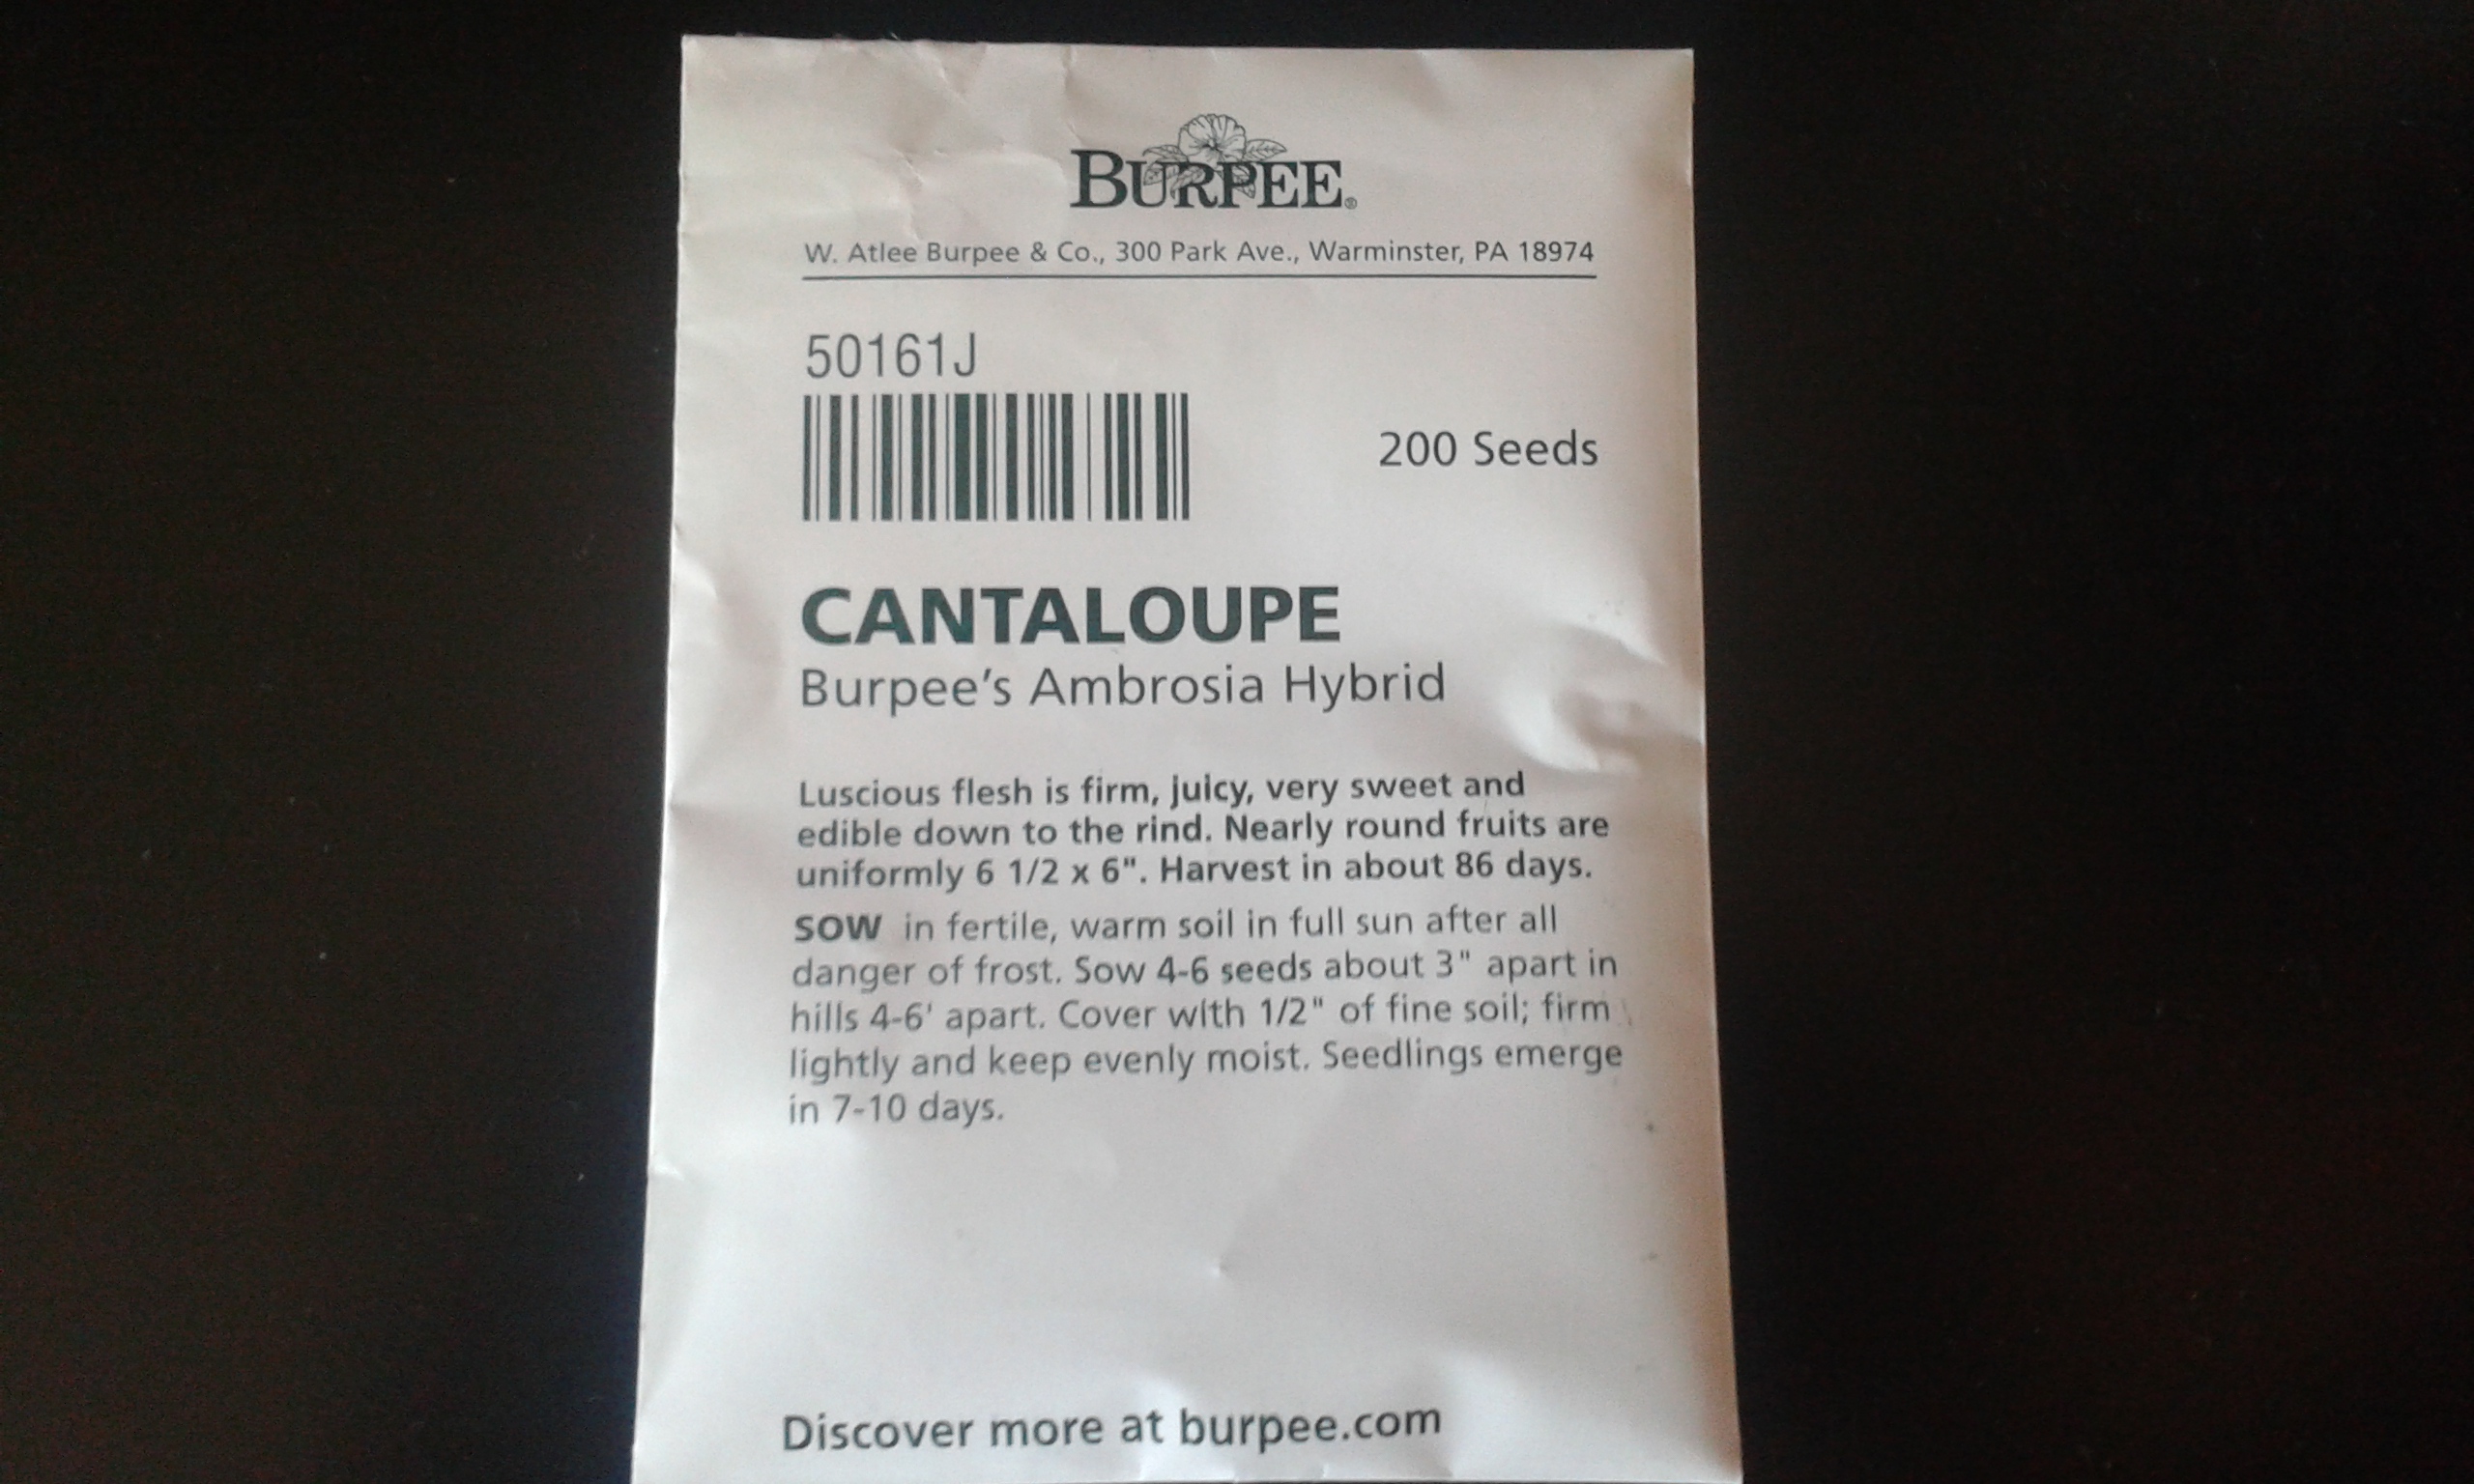 BURPEE®
W. Atlee Burpee & Co., 300 Park Ave., Warminster, PA 18974
50161J
200 Seeds
CANTALOUPE
Burpee's Ambrosia Hybrid
Luscious flesh is firm, juicy, very sweet and
edible down to the rind. Nearly round fruits are
uniformly 6 1/2 x 6". Harvest in about 86 days.
SOW in fertile, warm soil in full sun after all
danger of frost. Sow 4-6 seeds about 3" apart in
hills 4-6' apart. Cover with 1/2" of fine soil; firm
lightly and keep evenly moist. Seedlings emerge
in 7-10 days.
Discover more at burpee.com